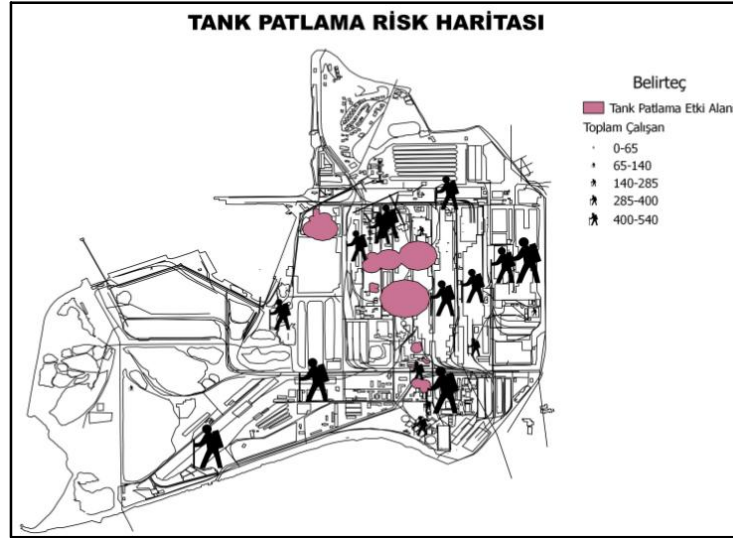 TANK PATLAMA RİSK HARİTASI
Belirteç
Tank Patlama Etki Alanı
Toplam Çalışan
0-65
65-140
140-285
285-400
400-540